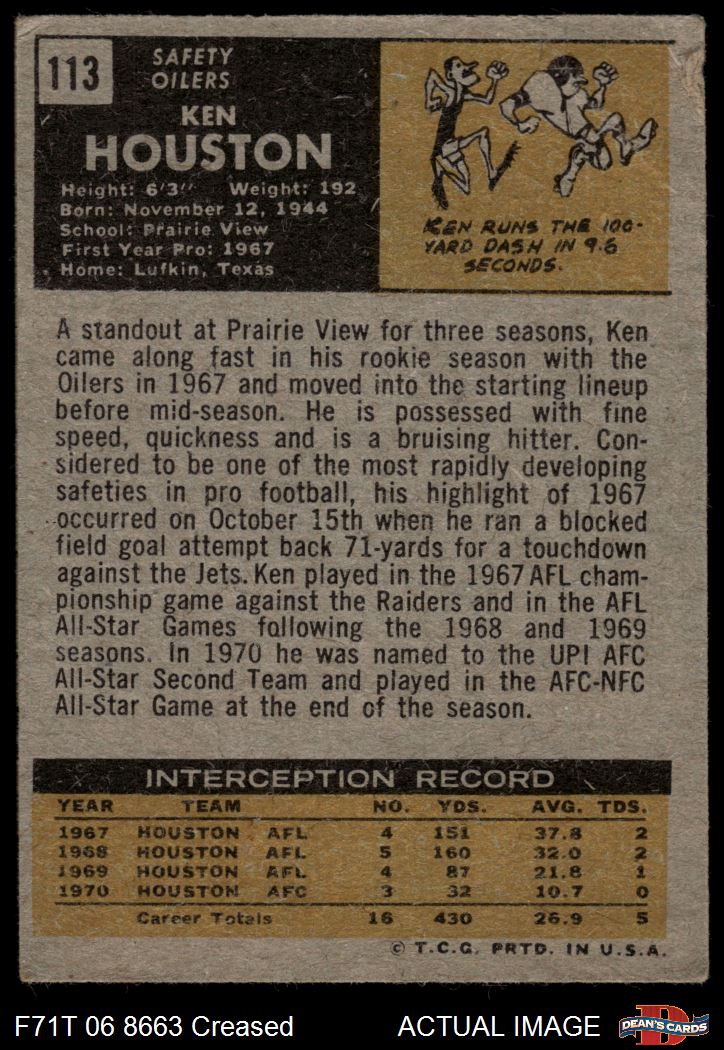 113
SAFETY
OILERS
KEN
HOUSTON
Height: 6'3" Weight: 192
Born: November 12, 1944
School: Prairie View
First Year Pro: 1967
Home: Lufkin, Texas
KEN RUNS THE 100-
YARD DASH IN 9.6
SECONDS.
A standout at Prairie View for three seasons, Ken
came along fast in his rookie season with the
Oilers in 1967 and moved into the starting lineup
before mid-season. He is possessed with fine
speed, quickness and is a bruising hitter. Con-
sidered to be one of the most rapidly developing
safeties in pro football, his highlight of 1967
occurred on October 15th when he ran a blocked
field goal attempt back 71-yards for a touchdown
against the Jets. Ken played in the 1967 AFL cham-
pionship game against the Raiders and in the AFL
All-Star Games following the 1968 and 1969
seasons. In 1970 he was named to the UPI AFC
All-Star Second Team and played in the AFC-NFC
All-Star Game at the end of the season.
INTERCEPTION RECORD
YEAR TEAM NO. YDS. AVG. TDS.
1967 HOUSTON AFL 4 151 37.8 2
1968 HOUSTON AFL 5 160 32.0 2
1969 HOUSTON AFL 4 87 21.8 1
1970 HOUSTON AFC 3 32 10.7 0
Career Totals 16 430 26.9 5
© T.C.G. PRTD. IN U.S.A.
F71T 06 8663 Creased ACTUAL IMAGE
D
DEAN'S CARDS